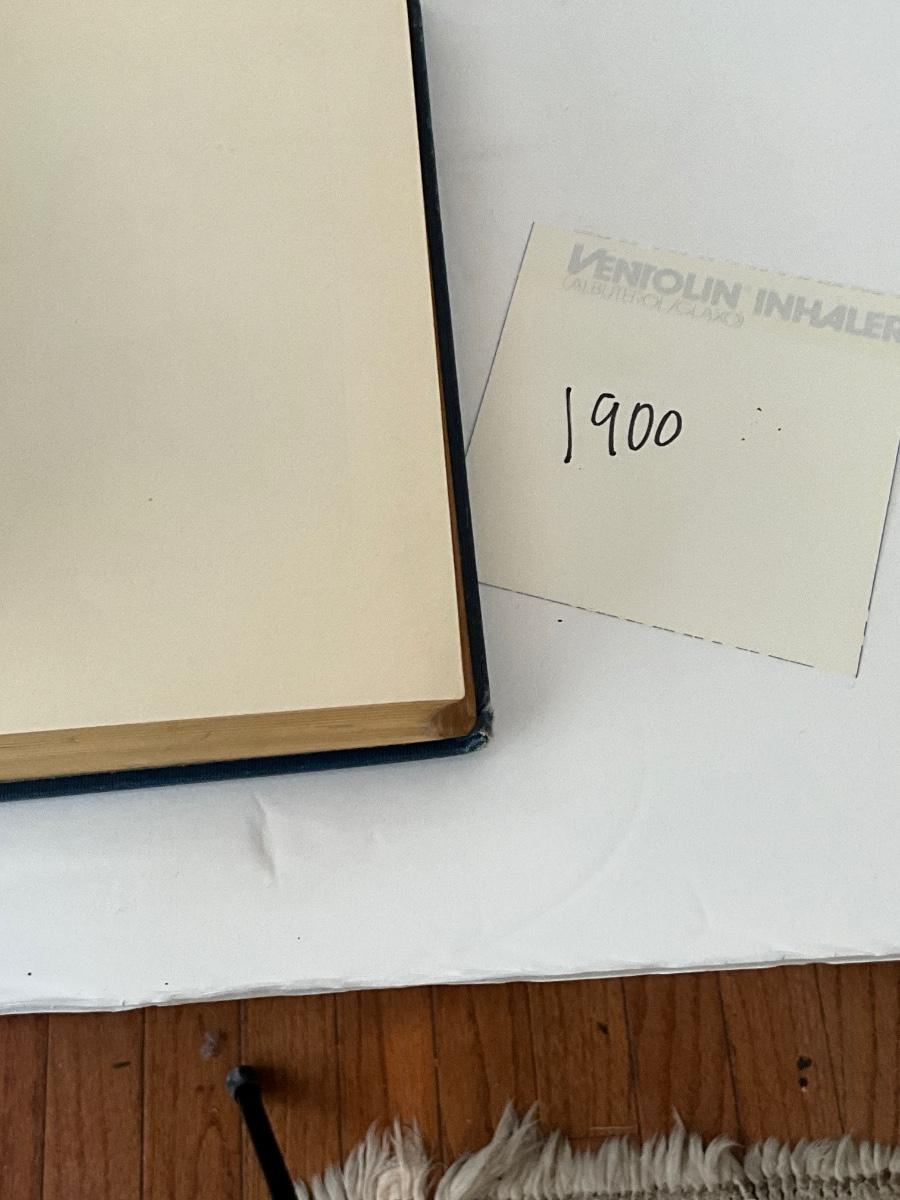 VENTOLIN® INHALER
(ALBUTEROL/GLAXO)
1900